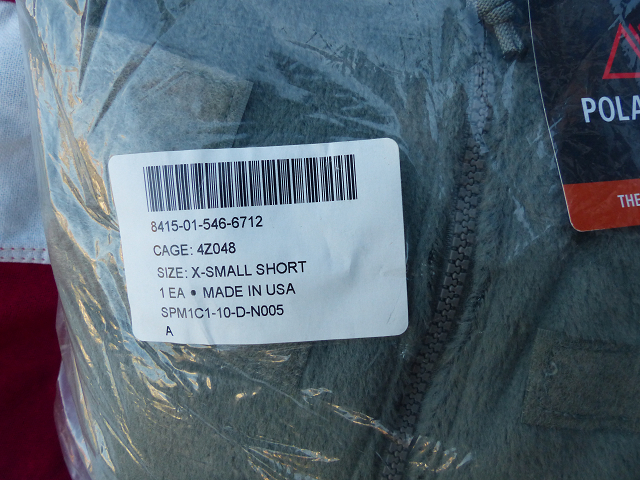 8415-01-546-6712
CAGE: 4Z048
SIZE: X-SMALL SHORT
1 EA • MADE IN USA
SPM1C1-10-D-N005
A
POLA
THE